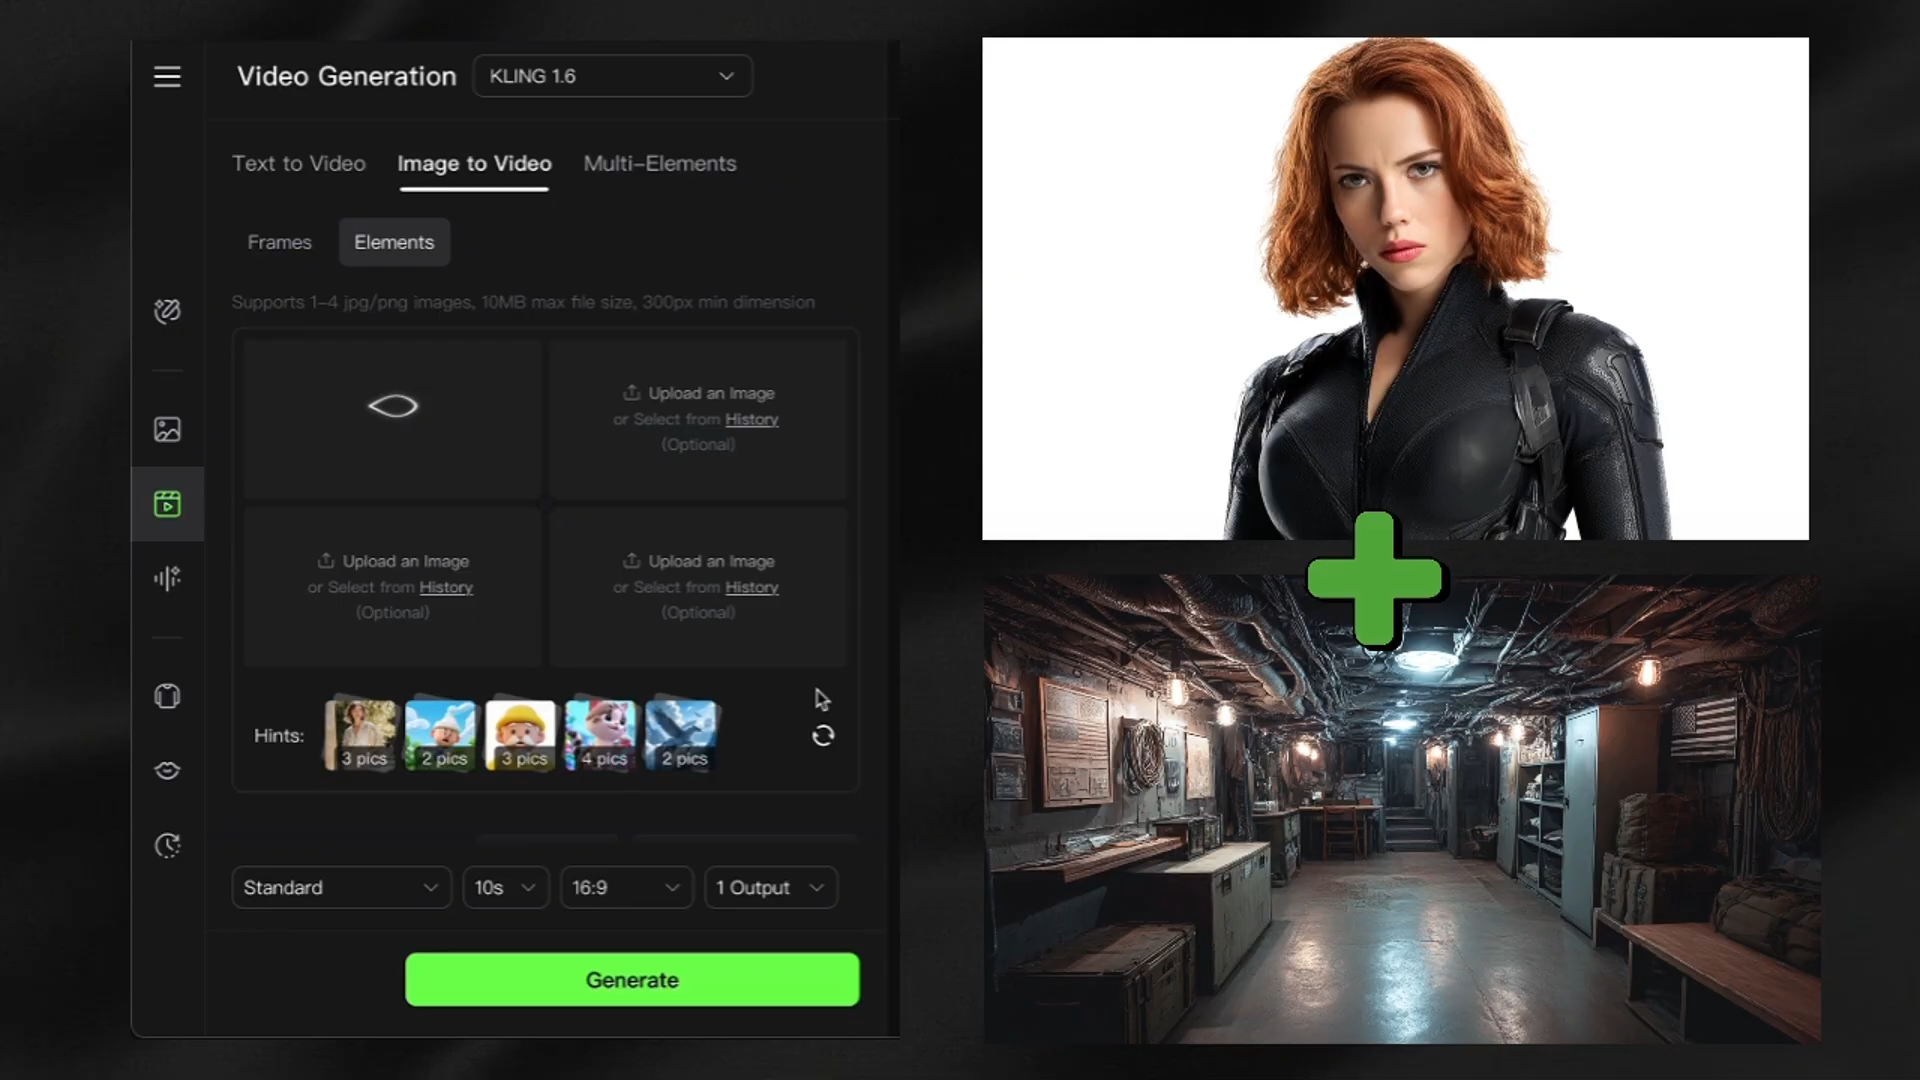 Video Generation
KLING 1.6
Text to Video
Image to Video
Multi-Elements
Frames
Elements
Supports 1-4 jpg/png images, 10MB max file size, 300px min dimension
Upload an Image
or Select from History
(Optional)
Upload an Image
or Select from History
(Optional)
Upload an Image
or Select from History
(Optional)
Hints:
3 pics
2 pics
3 pics
4 pics
2 pics
Standard
10s
16:9
1 Output
Generate